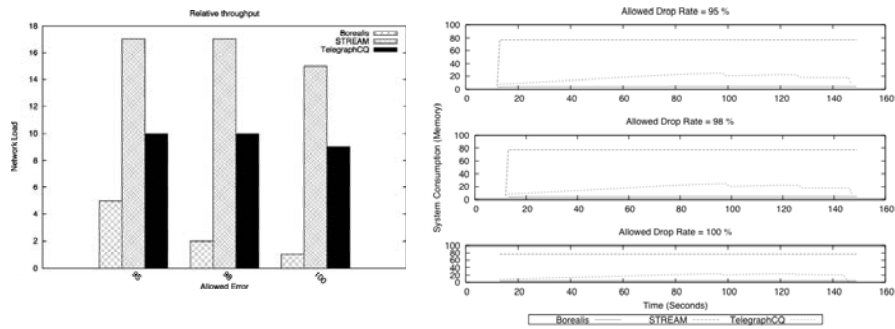 Relative throughput
Borealis
STREAM
TelegraphCQ
18
16
14
12
10
8
6
4
2
0
Network Load
95
98
100
Allowed Error
Allowed Drop Rate = 95 %
100
80
60
40
20
0
0 20 40 60 80 100 120 140 160
Allowed Drop Rate = 98 %
100
80
60
40
20
0
0 20 40 60 80 100 120 140 160
System Consumption (Memory)
Allowed Drop Rate = 100 %
100
80
60
40
20
0
0 20 40 60 80 100 120 140 160
Time (Seconds)
Borealis STREAM TelegraphCQ